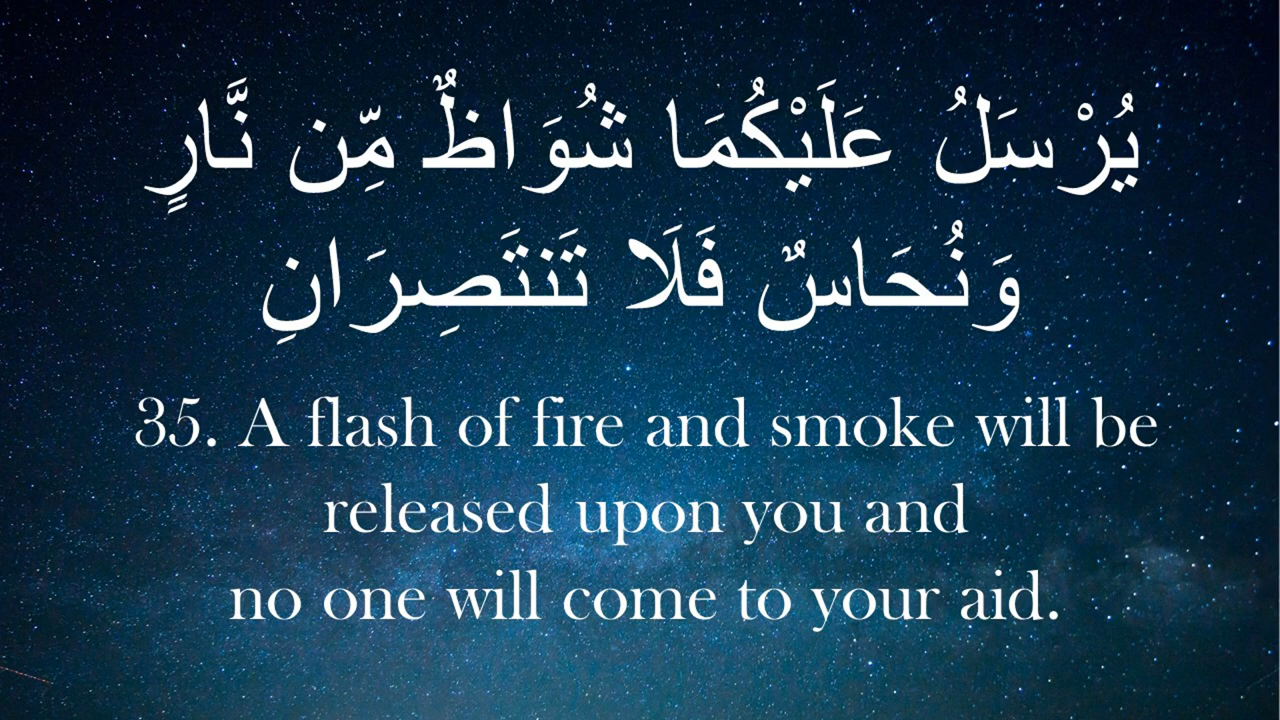 يُرْسَلُ عَلَيْكُمَا شُوَاظٌ مِّن نَّارٍ
وَنُحَاسٌ فَلَا تَنتَصِرَانِ
35. A flash of fire and smoke will be
released upon you and
no one will come to your aid.